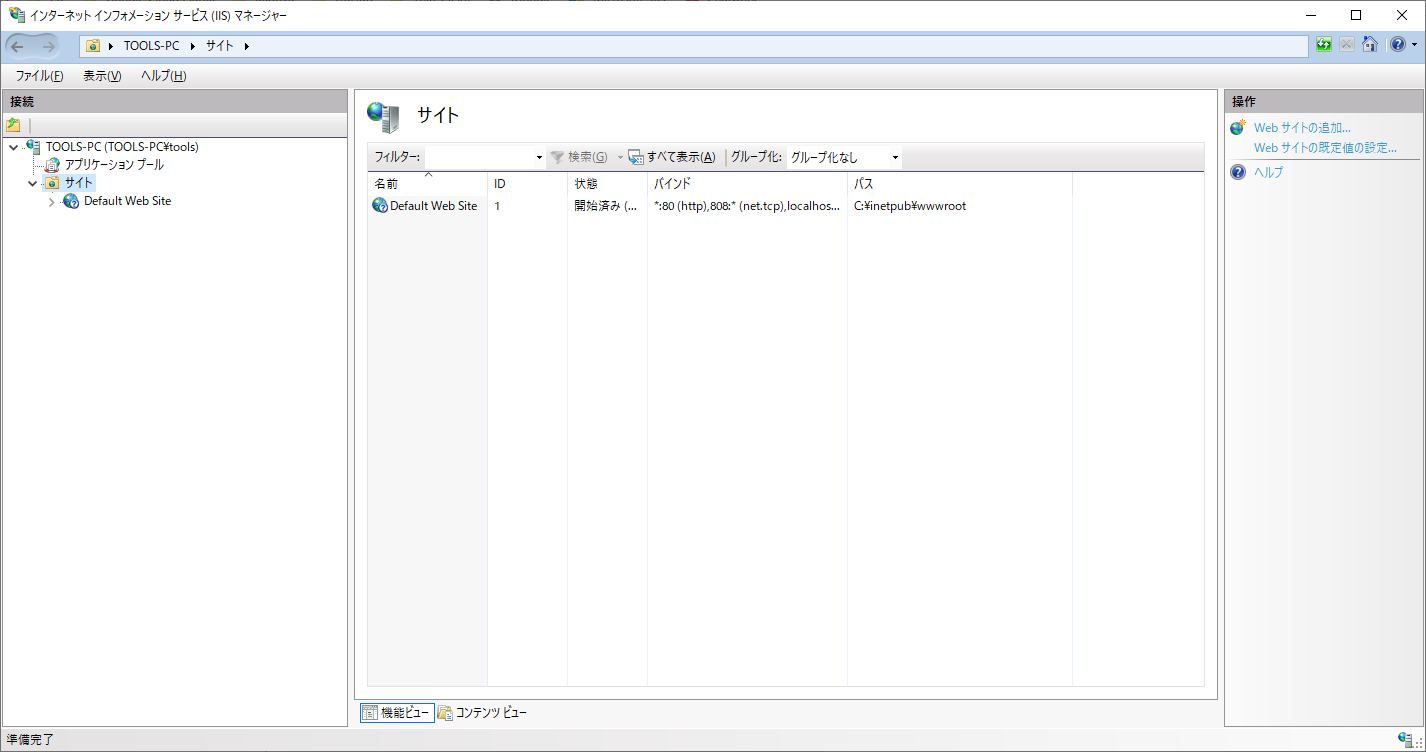 インターネット インフォメーション サービス (IIS) マネージャー
TOOLS-PC サイト
ファイル(F) 表示(V) ヘルプ(H)
接続
TOOLS-PC (TOOLS-PC¥tools)
アプリケーション プール
サイト
Default Web Site
サイト
フィルター: 検索(G) すべて表示(A) グループ化: グループ化なし
名前 ID 状態 バインド パス
Default Web Site 1 開始済み (... *:80 (http),808:* (net.tcp),localhos... C:¥inetpub¥wwwroot
機能ビュー コンテンツ ビュー
操作
Web サイトの追加...
Web サイトの既定値の設定...
ヘルプ
準備完了